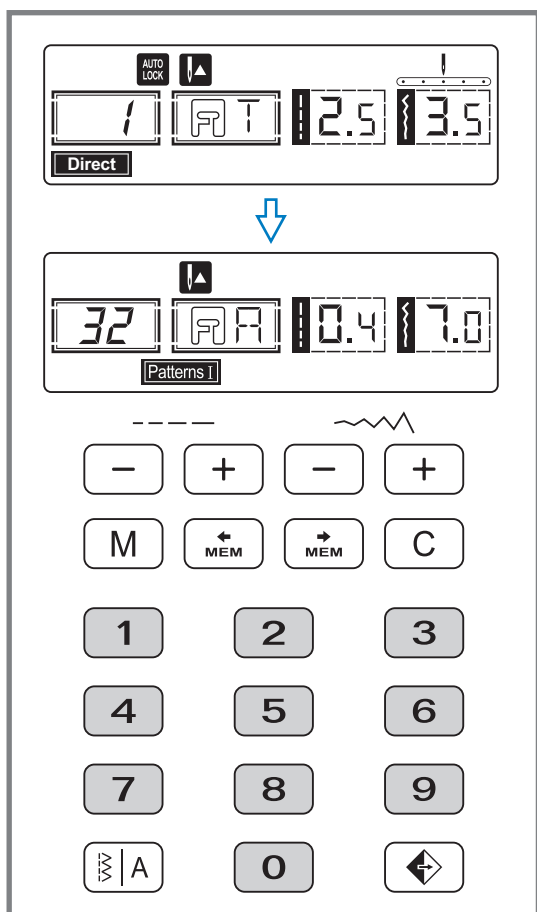 AUTO
LOCK
1 T 2.5 3.5
Direct
32 A 0.4 7.0
Patterns I
− + − +
M MEM MEM C
1 2 3
4 5 6
7 8 9
A 0